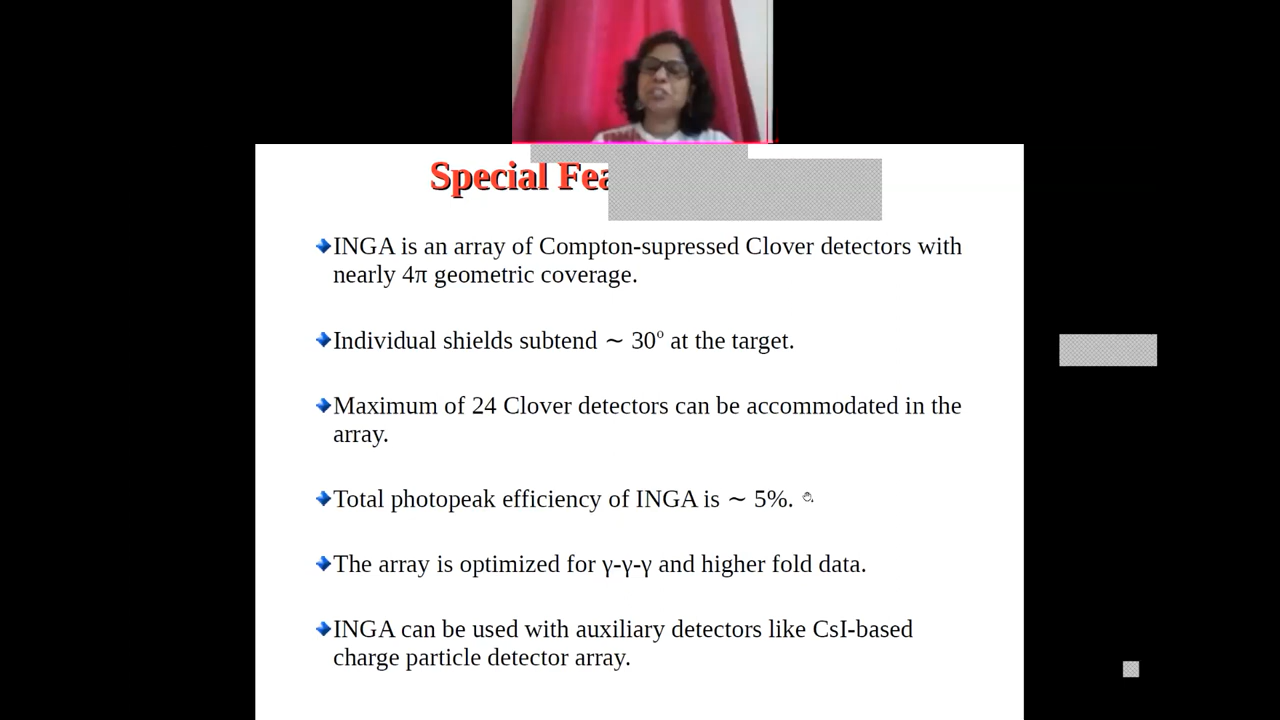 Special
INGA is an array of Compton-supressed Clover detectors with
nearly 4π geometric coverage.
Individual shields subtend ∼ 30º at the target.
Maximum of 24 Clover detectors can be accommodated in the
array.
Total photopeak efficiency of INGA is ∼ 5%.
The array is optimized for γ-γ-γ and higher fold data.
INGA can be used with auxiliary detectors like CsI-based
charge particle detector array.